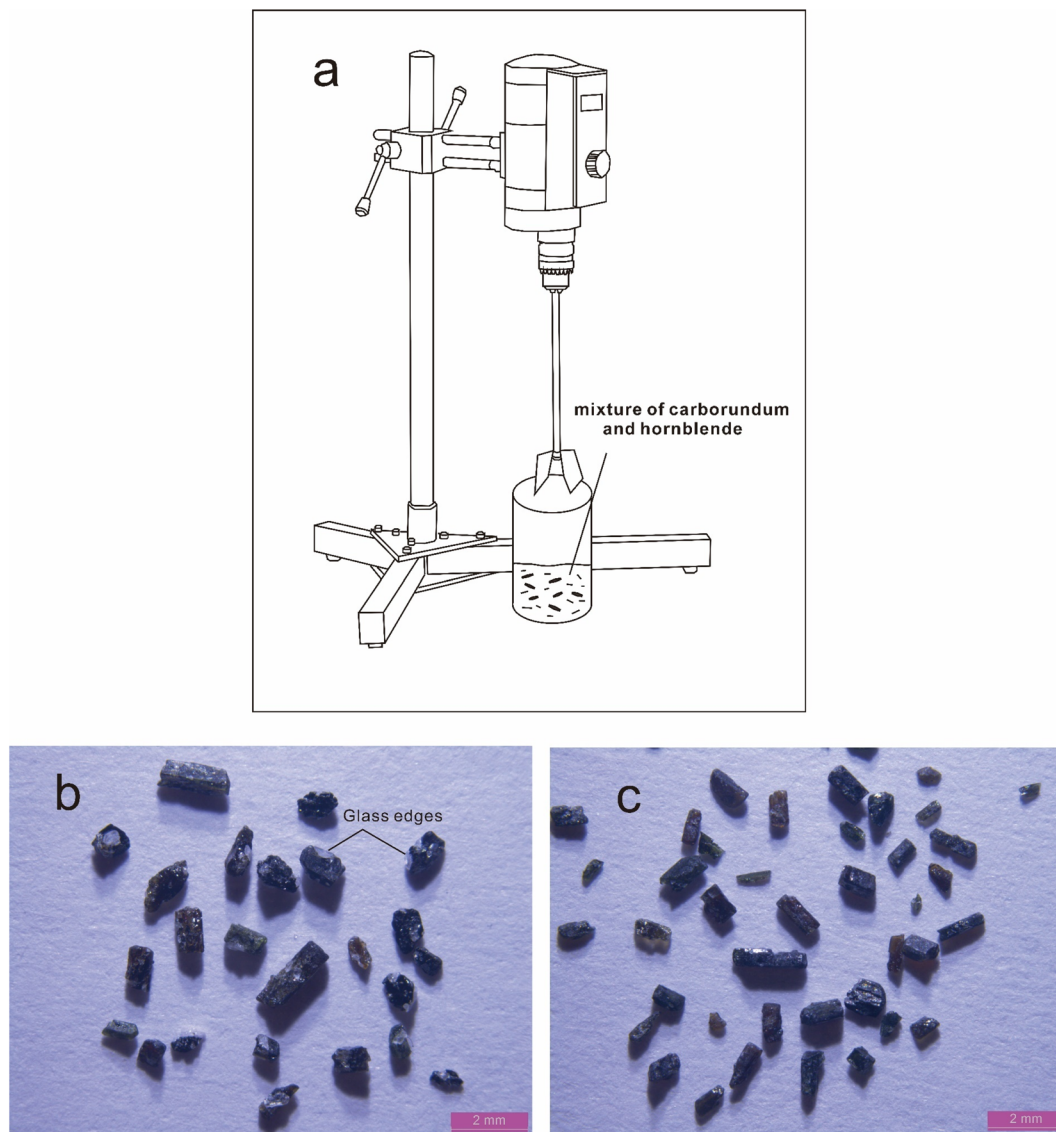 a
mixture of carborundum
and hornblende
b
Glass edges
2 mm
c
2 mm